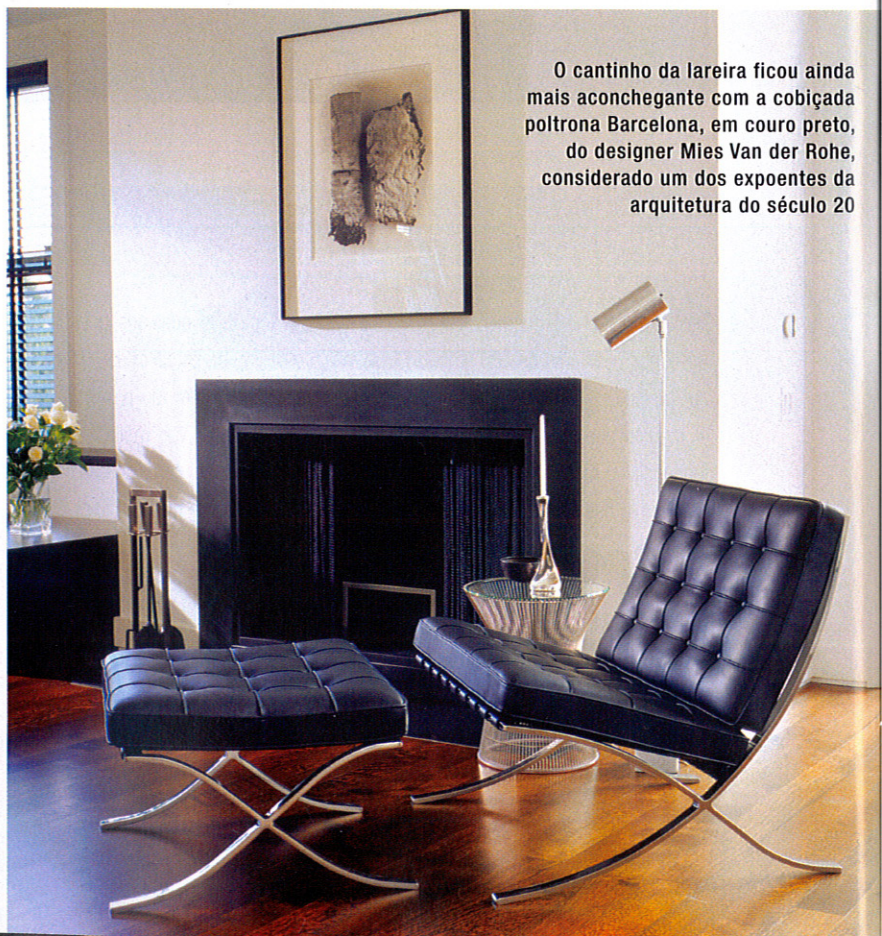 O cantinho da lareira ficou ainda
mais aconchegante com a cobiçada
poltrona Barcelona, em couro preto,
do designer Mies Van der Rohe,
considerado um dos expoentes da
arquitetura do século 20